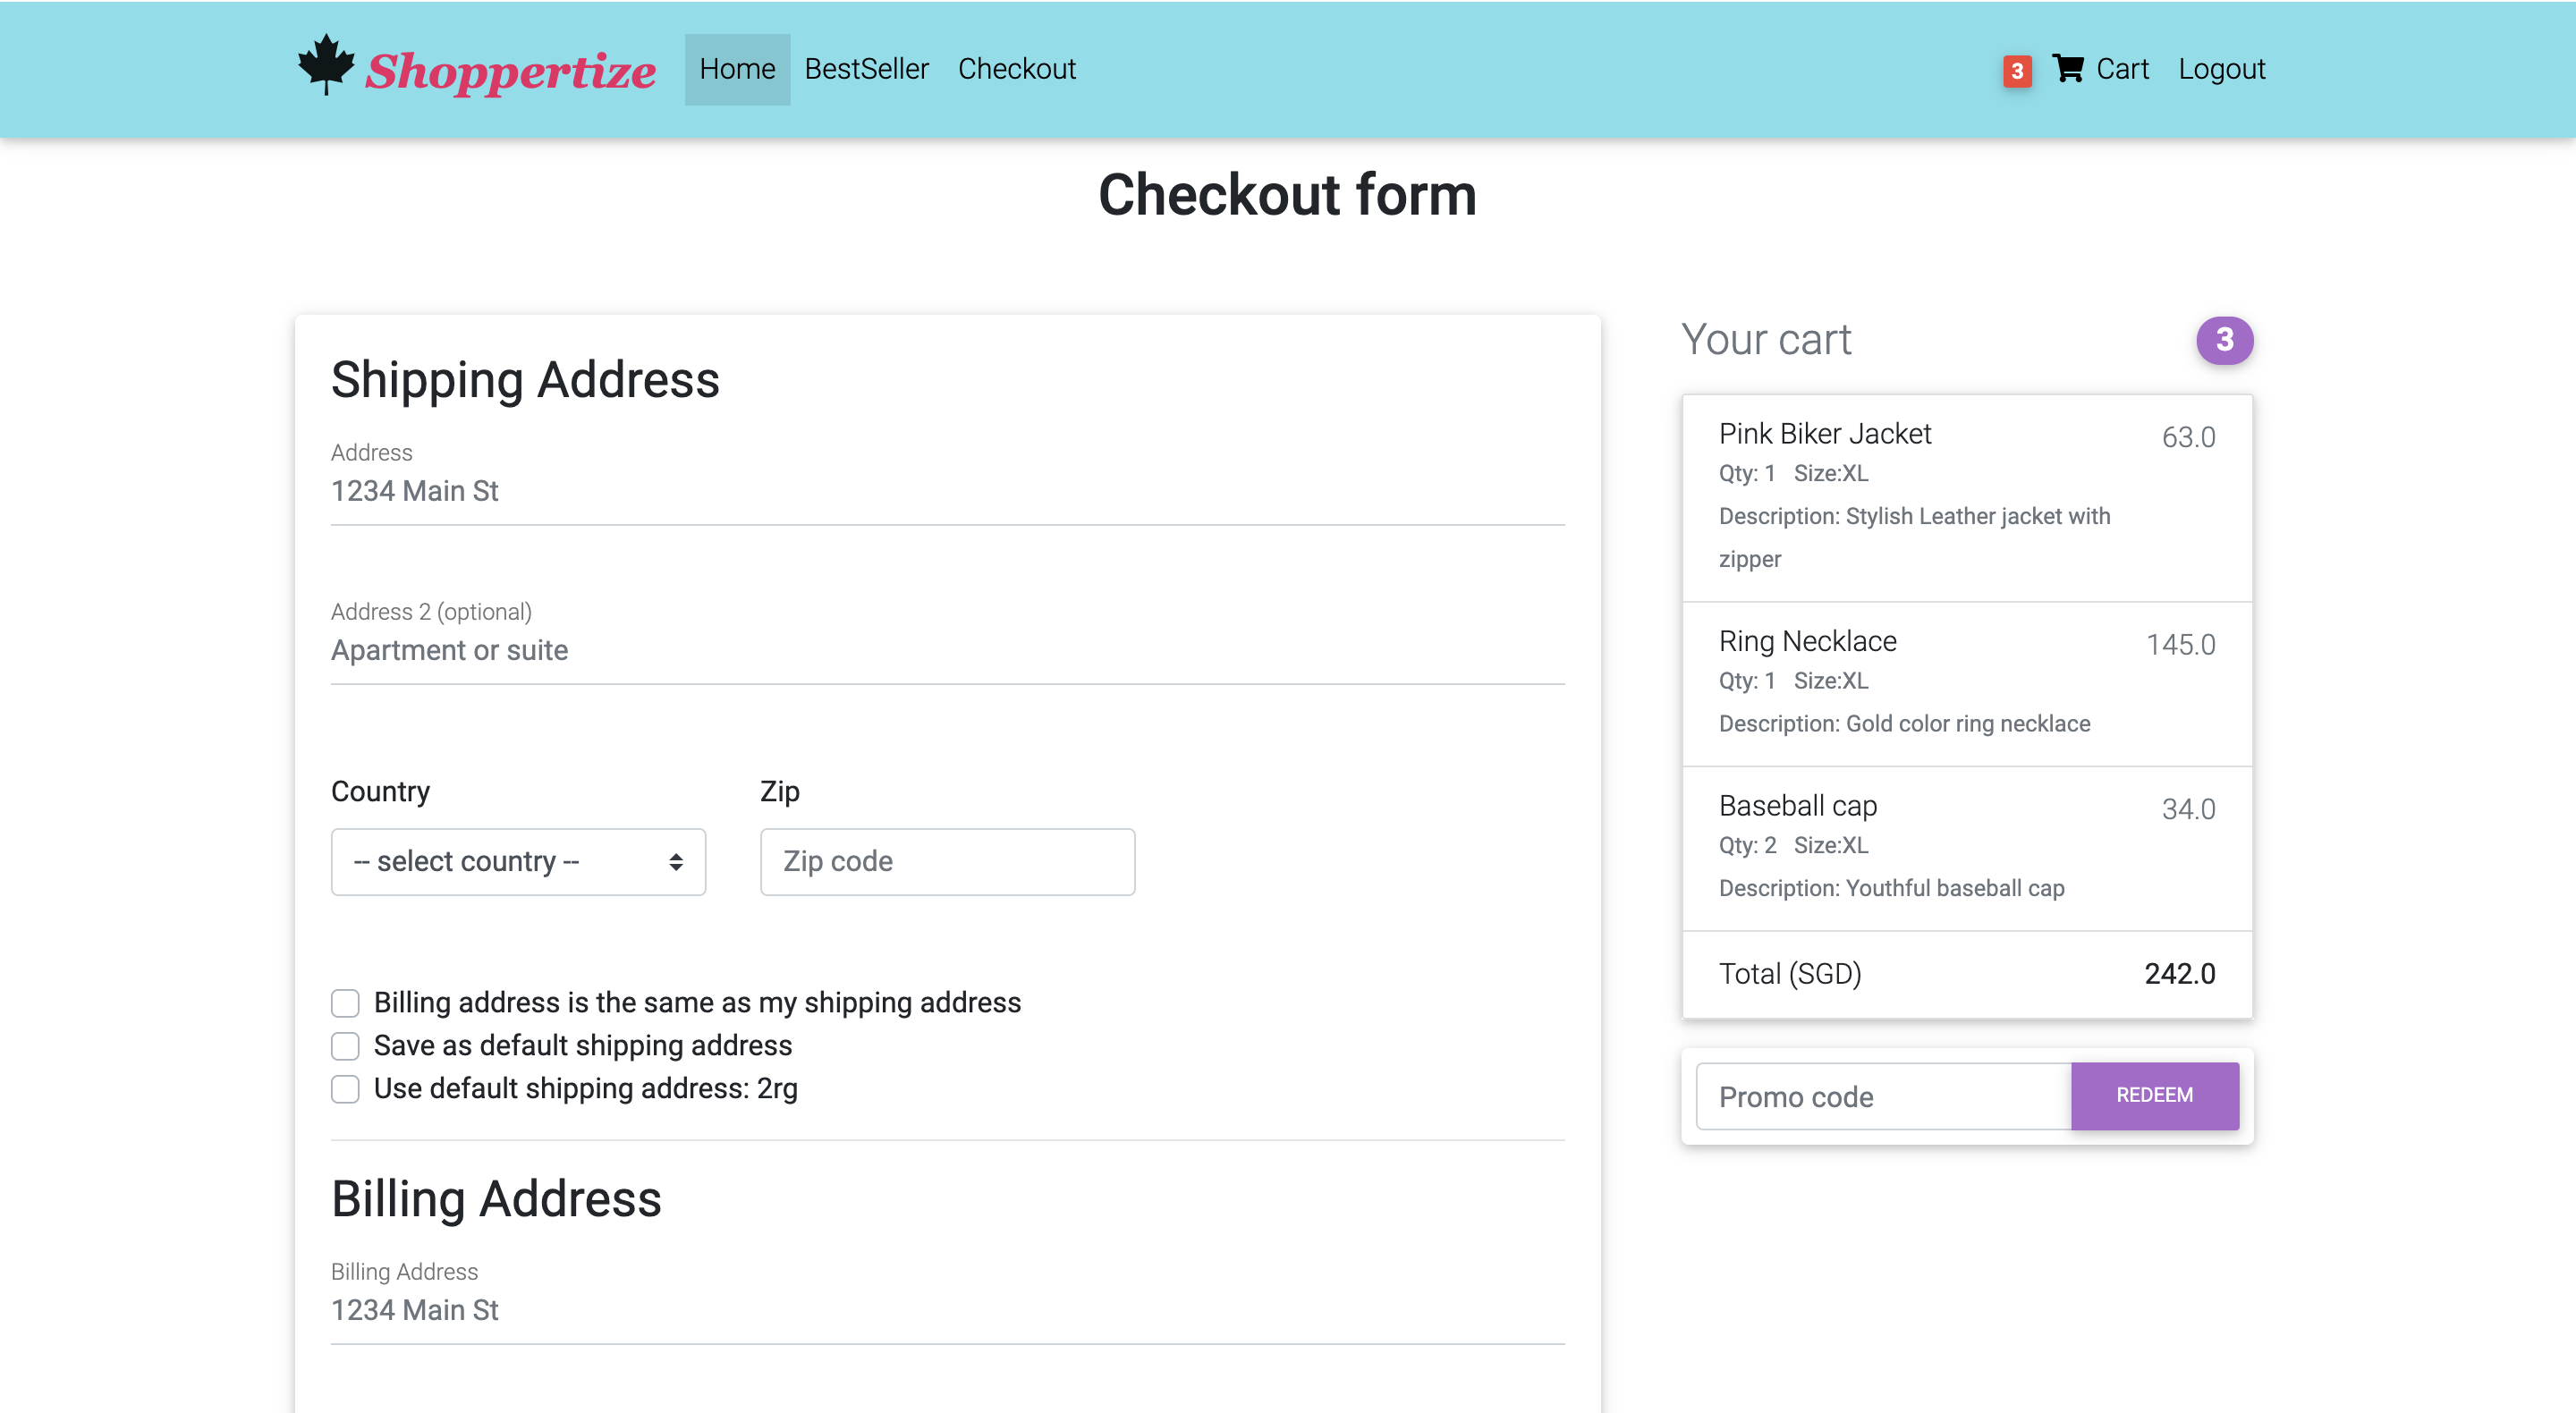 Shoppertize
Home BestSeller Checkout
3 Cart Logout
Checkout form
Shipping Address
Address
1234 Main St
Address 2 (optional)
Apartment or suite
Country Zip
-- select country -- Zip code
Billing address is the same as my shipping address
Save as default shipping address
Use default shipping address: 2rg
Billing Address
Billing Address
1234 Main St
Your cart 3
Pink Biker Jacket 63.0
Qty: 1 Size:XL
Description: Stylish Leather jacket with
zipper
Ring Necklace 145.0
Qty: 1 Size:XL
Description: Gold color ring necklace
Baseball cap 34.0
Qty: 2 Size:XL
Description: Youthful baseball cap
Total (SGD) 242.0
Promo code REDEEM